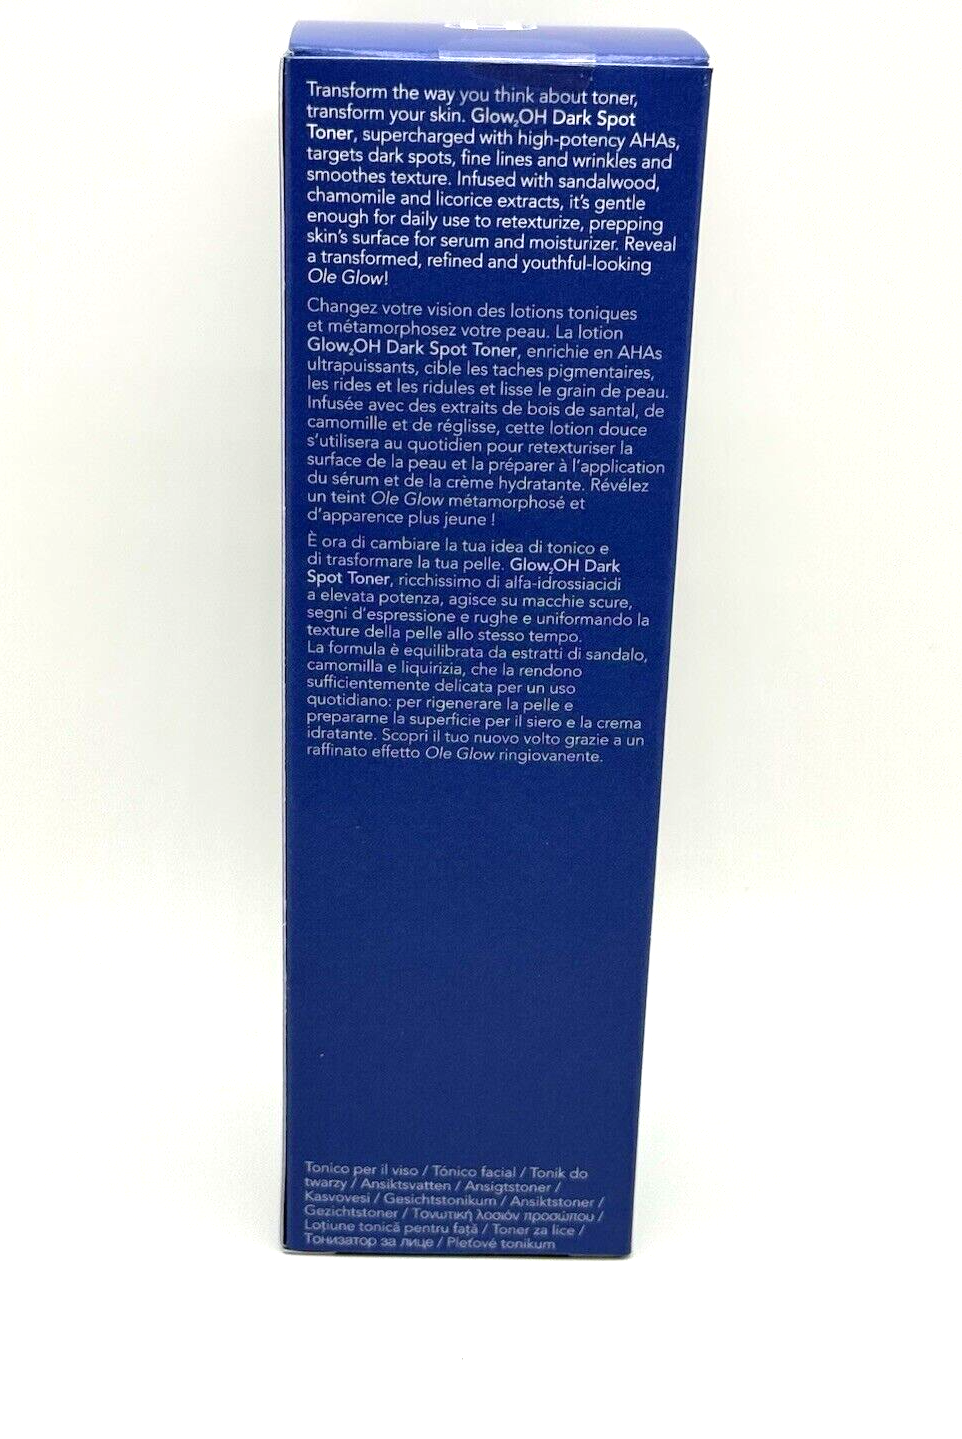 Transform the way you think about toner,
transform your skin. Glow₂OH Dark Spot
Toner, supercharged with high-potency AHAs,
targets dark spots, fine lines and wrinkles and
smoothes texture. Infused with sandalwood,
chamomile and licorice extracts, it's gentle
enough for daily use to retexturize, prepping
skin's surface for serum and moisturizer. Reveal
a transformed, refined and youthful-looking
Ole Glow!
Changez votre vision des lotions toniques
et métamorphosez votre peau. La lotion
Glow₂OH Dark Spot Toner, enrichie en AHAs
ultrapuissants, cible les taches pigmentaires,
les rides et les ridules et lisse le grain de peau.
Infusée avec des extraits de bois de santal, de
camomille et de réglisse, cette lotion douce
s'utilisera au quotidien pour retexturiser la
surface de la peau et la préparer à l'application
du sérum et de la crème hydratante. Révélez
un teint Ole Glow métamorphosé et
d'apparence plus jeune !
È ora di cambiare la tua idea di tonico e
di trasformare la tua pelle. Glow₂OH Dark
Spot Toner, ricchissimo di alfa-idrossiacidi
a elevata potenza, agisce su macchie scure,
segni d'espressione e rughe e uniformando la
texture della pelle allo stesso tempo.
La formula è equilibrata da estratti di sandalo,
camomilla e liquirizia, che la rendono
sufficientemente delicata per un uso
quotidiano: per rigenerare la pelle e
prepararne la superficie per il siero e la crema
idratante. Scopri il tuo nuovo volto grazie a un
raffinato effetto Ole Glow ringiovanente.
Tonico per il viso / Tónico facial / Tonik do
twarzy / Ansiktsvatten / Ansigtstoner /
Kasvovesi / Gesichtstonikum / Ansiktstoner /
Gezichtstoner / Τονωτική λοσιόν προσώπου /
Loțiune tonică pentru față / Toner za lice /
Тонизатор за лице / Pleťové tonikum